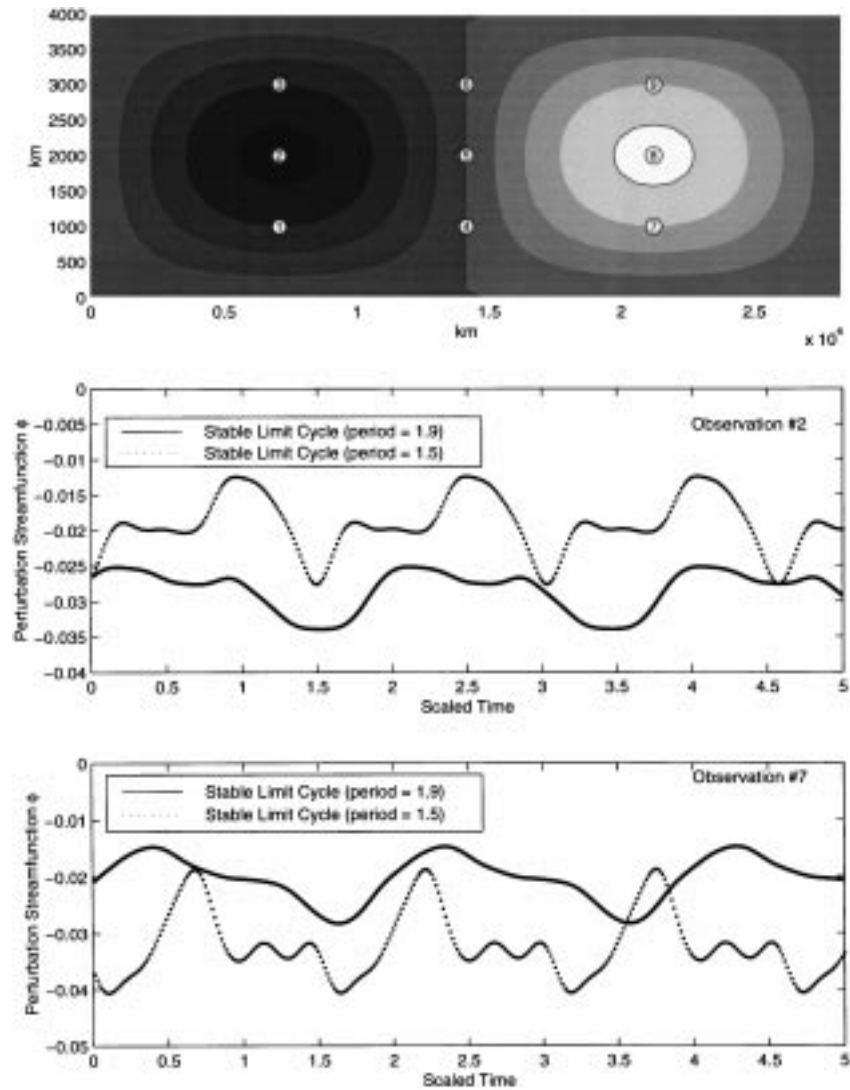 4000
3500
3000
2500
2000
1500
1000
500
0
km
3
2 8
1 4 7
0 0.5 1 1.5 2 2.5
km
x 10
0
−0.005
−0.01
−0.015
−0.02
−0.025
−0.03
−0.035
−0.04
Perturbation Streamfunction ϕ
Stable Limit Cycle (period = 1.9)
Stable Limit Cycle (period = 1.5)
Observation #2
0 0.5 1 1.5 2 2.5 3 3.5 4 4.5 5
Scaled Time
0
−0.01
−0.02
−0.03
−0.04
−0.05
Perturbation Streamfunction ϕ
Stable Limit Cycle (period = 1.9)
Stable Limit Cycle (period = 1.5)
Observation #7
0 0.5 1 1.5 2 2.5 3 3.5 4 4.5 5
Scaled Time